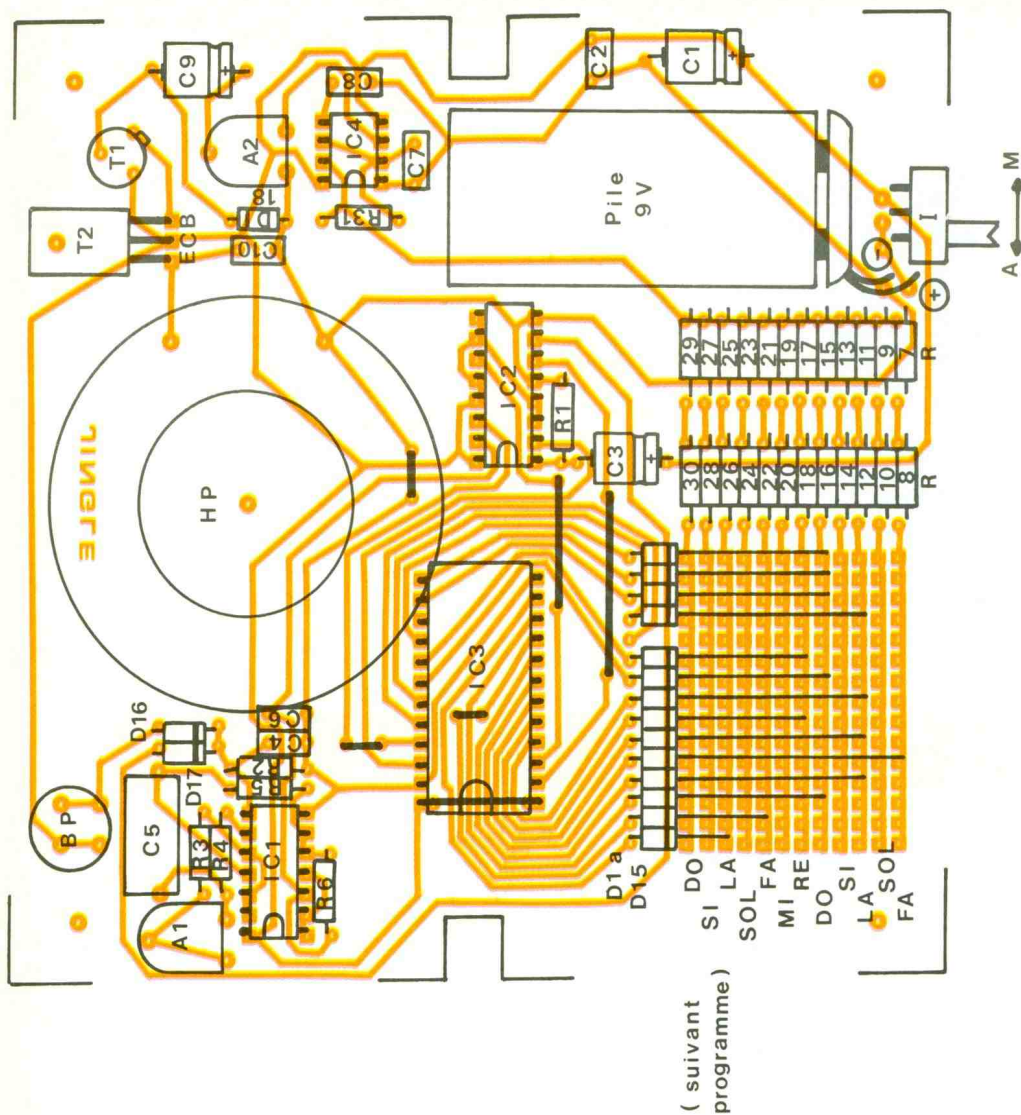 BP
D16
D17
C5
R3
R4
A1
IC1
R6
R5
R2
C4
C6
HP
JINGLE
T2
ECB
T1
C9
+
A2
D18
C10
C8
IC4
C7
R31
C2
C1
+
Pile
9V
IC2
R1
C3
+
IC3
I
A
M
-
+
29
27
25
23
21
19
17
15
13
11
9
7
R
30
28
26
24
22
20
18
16
14
12
10
8
R
D1 a
D15
DO
SI
LA
SOL
FA
MI
RE
DO
SI
LA
SOL
FA
( suivant
programme)